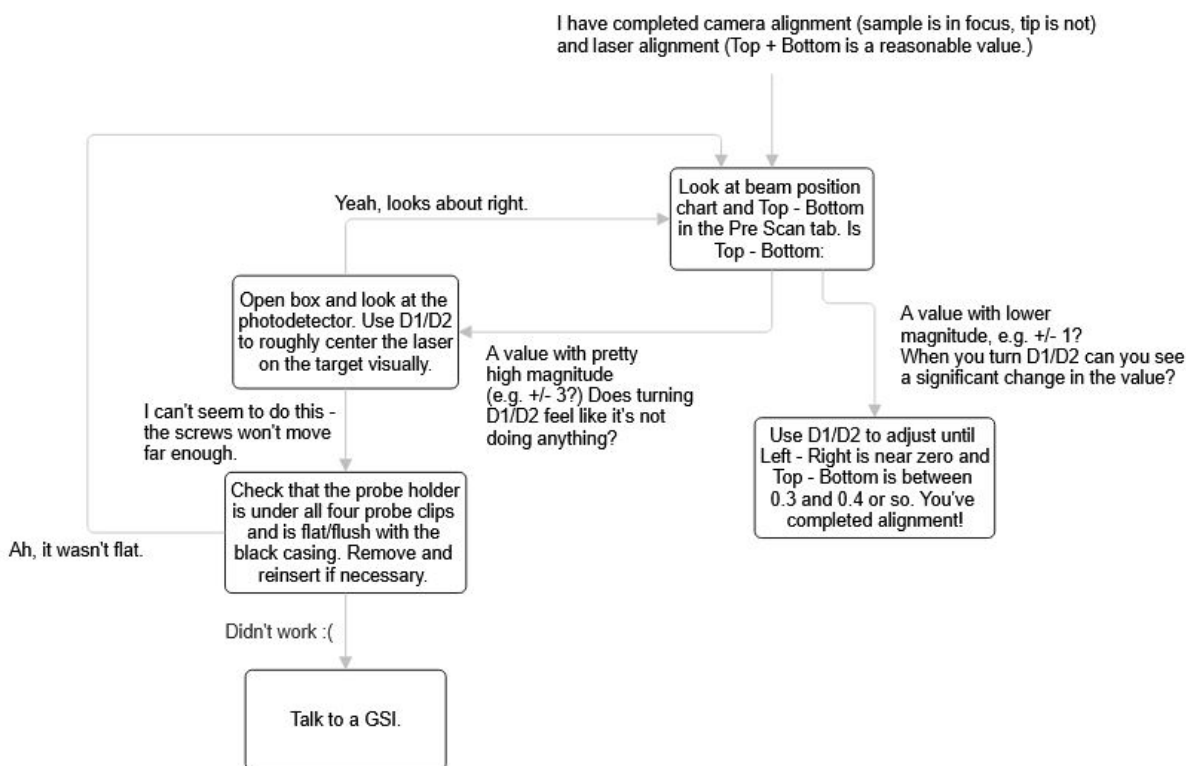 I have completed camera alignment (sample is in focus, tip is not)
and laser alignment (Top + Bottom is a reasonable value.)
Look at beam position
chart and Top - Bottom
in the Pre Scan tab. Is
Top - Bottom:
Yeah, looks about right.
Open box and look at the
photodetector. Use D1/D2
to roughly center the laser
on the target visually.
A value with pretty
high magnitude
(e.g. +/- 3?) Does turning
D1/D2 feel like it's not
doing anything?
A value with lower
magnitude, e.g. +/- 1?
When you turn D1/D2 can you see
a significant change in the value?
I can't seem to do this -
the screws won't move
far enough.
Use D1/D2 to adjust until
Left - Right is near zero and
Top - Bottom is between
0.3 and 0.4 or so. You've
completed alignment!
Check that the probe holder
is under all four probe clips
and is flat/flush with the
black casing. Remove and
reinsert if necessary.
Ah, it wasn't flat.
Didn't work :(
Talk to a GSI.